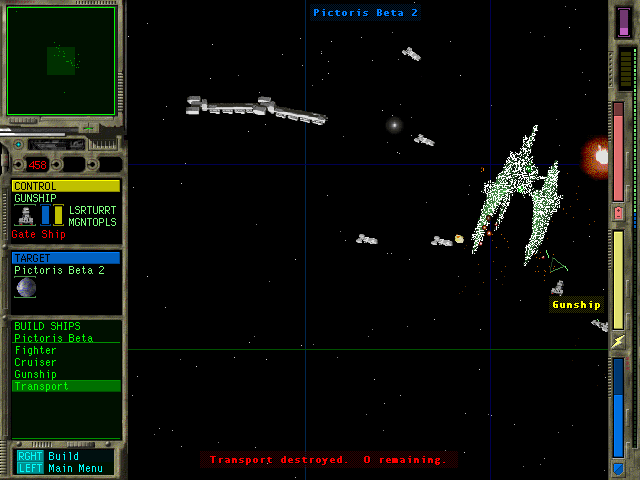 Pictoris Beta 2
458
CONTROL
GUNSHIP
LSRTURRT
MGNTOPLS
Gata Ship
TARGET
Pictoris Beta 2
BUILD SHIPS
Pictoris Beta
Fighter
Cruiser
Gunship
Transport
RGHT Build
LEFT Main Menu
Gunship
Transport destroyed. 0 remaining.